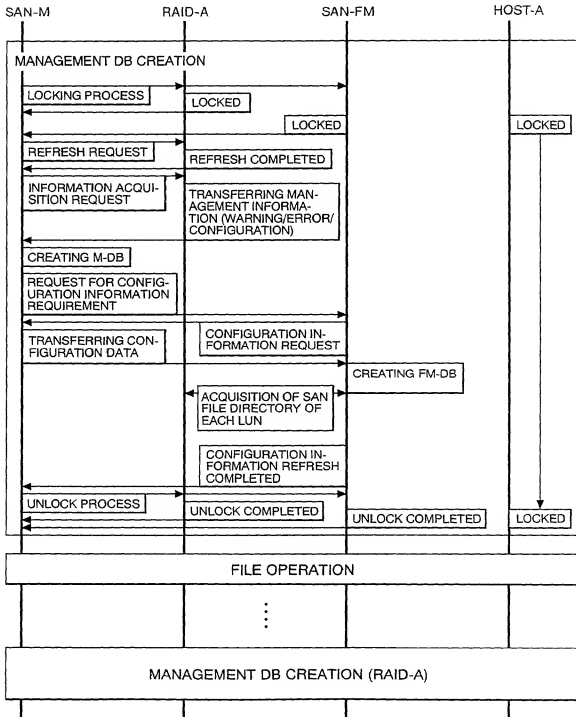 SAN-M RAID-A SAN-FM HOST-A
MANAGEMENT DB CREATION
LOCKING PROCESS
LOCKED
LOCKED
LOCKED
REFRESH REQUEST
REFRESH COMPLETED
INFORMATION ACQUI-
SITION REQUEST
TRANSFERRING MAN-
AGEMENT INFORMA-
TION (WARNING/ERROR/
CONFIGURATION)
CREATING M-DB
REQUEST FOR CONFIG-
URATION INFORMATION
REQUIREMENT
CONFIGURATION IN-
FORMATION REQUEST
TRANSFERRING CON-
FIGURATION DATA
CREATING FM-DB
ACQUISITION OF SAN
FILE DIRECTORY OF
EACH LUN
CONFIGURATION IN-
FORMATION REFRESH
COMPLETED
UNLOCK PROCESS
UNLOCK COMPLETED
UNLOCK COMPLETED
LOCKED
FILE OPERATION
MANAGEMENT DB CREATION (RAID-A)